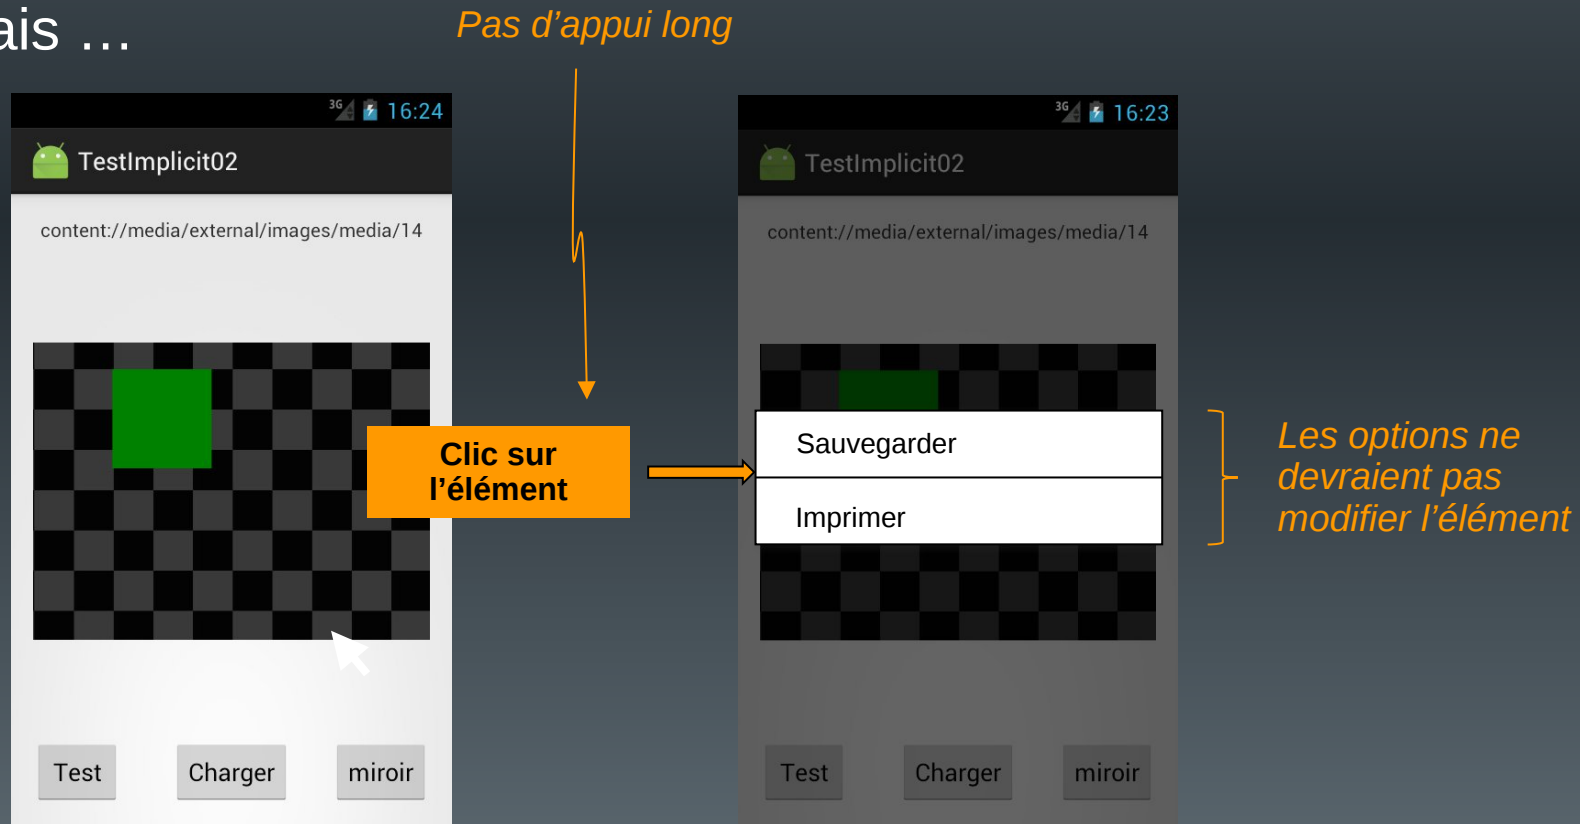 ais …
Pas d’appui long
3G 16:24
TestImplicit02
content://media/external/images/media/14
Test Charger miroir
Clic sur
l’élément
3G 16:23
TestImplicit02
content://media/external/images/media/14
Sauvegarder
Imprimer
Test Charger miroir
Les options ne
devraient pas
modifier l’élément